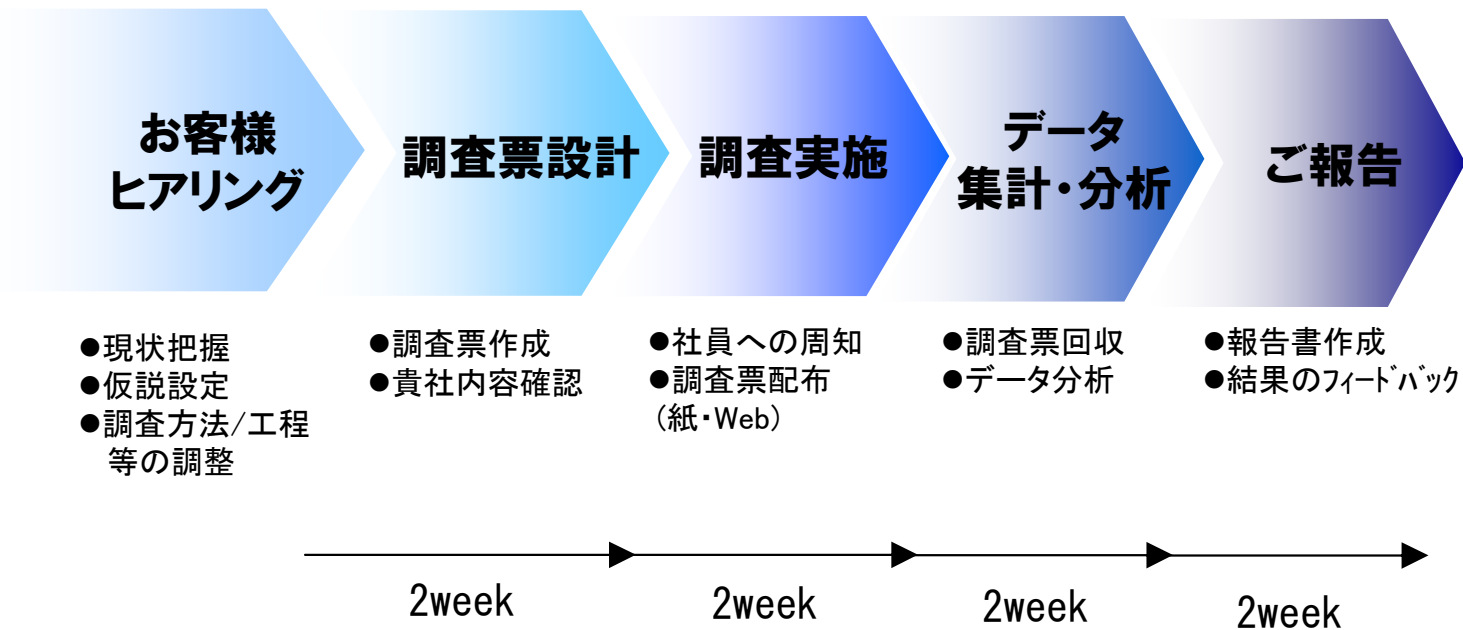 お客様
ヒアリング
調査票設計
調査実施
データ
集計・分析
ご報告
●現状把握
●仮説設定
●調査方法/工程
等の調整
●調査票作成
●貴社内容確認
●社員への周知
●調査票配布
(紙・Web)
●調査票回収
●データ分析
●報告書作成
●結果のﾌｨｰﾄﾞﾊﾞｯｸ
2week
2week
2week
2week